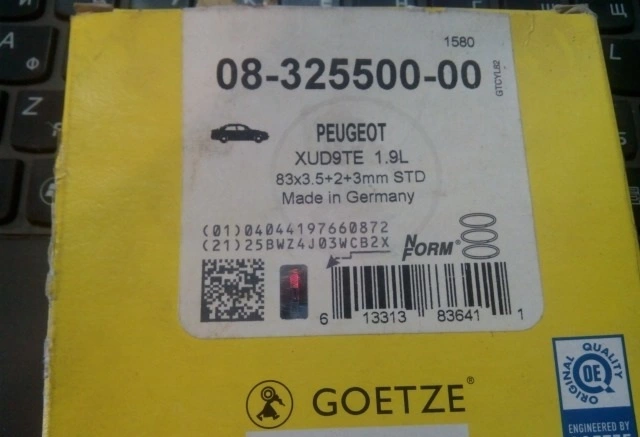 1580
08-325500-00
GTCYL82
PEUGEOT
XUD9TE 1.9L
83x3.5+2+3mm STD
Made in Germany
(01)04044197660872
(21)25BWZ4J03WCB2X
NFORM®
6 13313 83641 1
GOETZE®
ORIGINAL QUALITY
OE
ENGINEERED BY
Ф
Z
Я
Щ